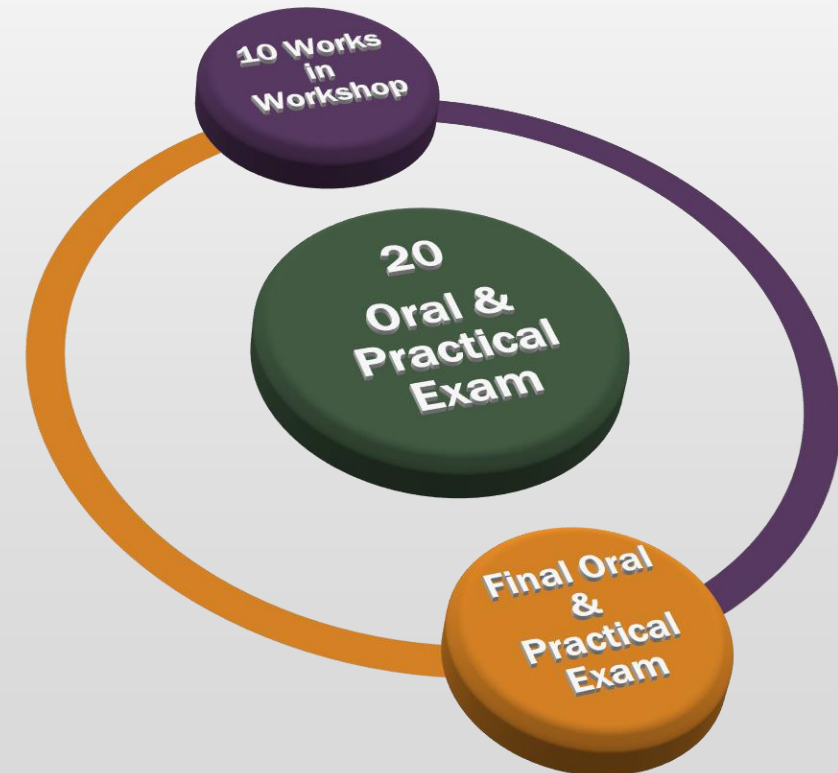 10 Works
in
Workshop
20
Oral &
Practical
Exam
Final Oral
&
Practical
Exam